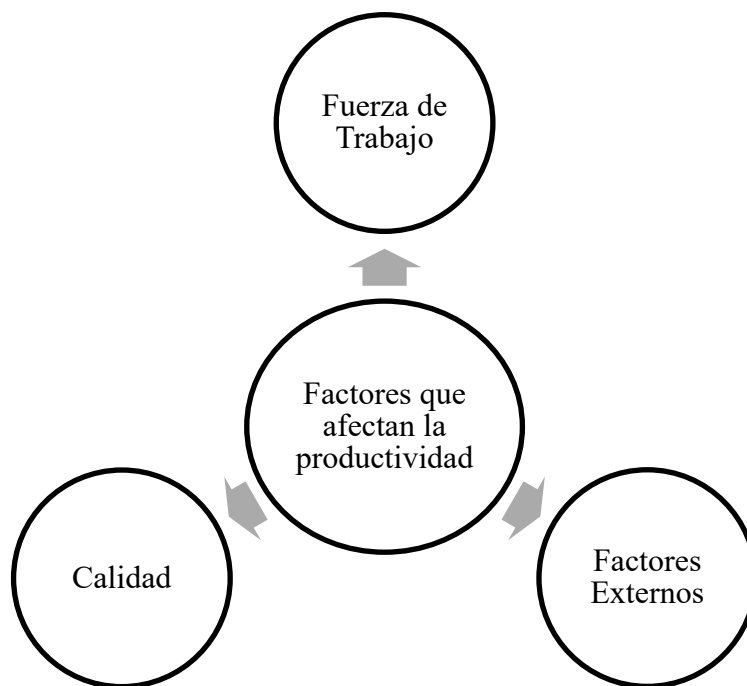 Fuerza de
Trabajo
Factores que
afectan la
productividad
Calidad
Factores
Externos